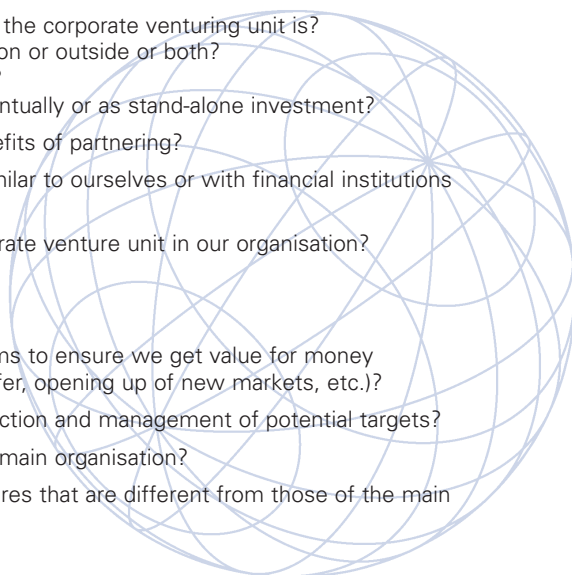 the corporate venturing unit is?
on or outside or both?
?
ntually or as stand-alone investment?
efits of partnering?
nilar to ourselves or with financial institutions
rate venture unit in our organisation?
ns to ensure we get value for money
fer, opening up of new markets, etc.)?
ction and management of potential targets?
main organisation?
res that are different from those of the main